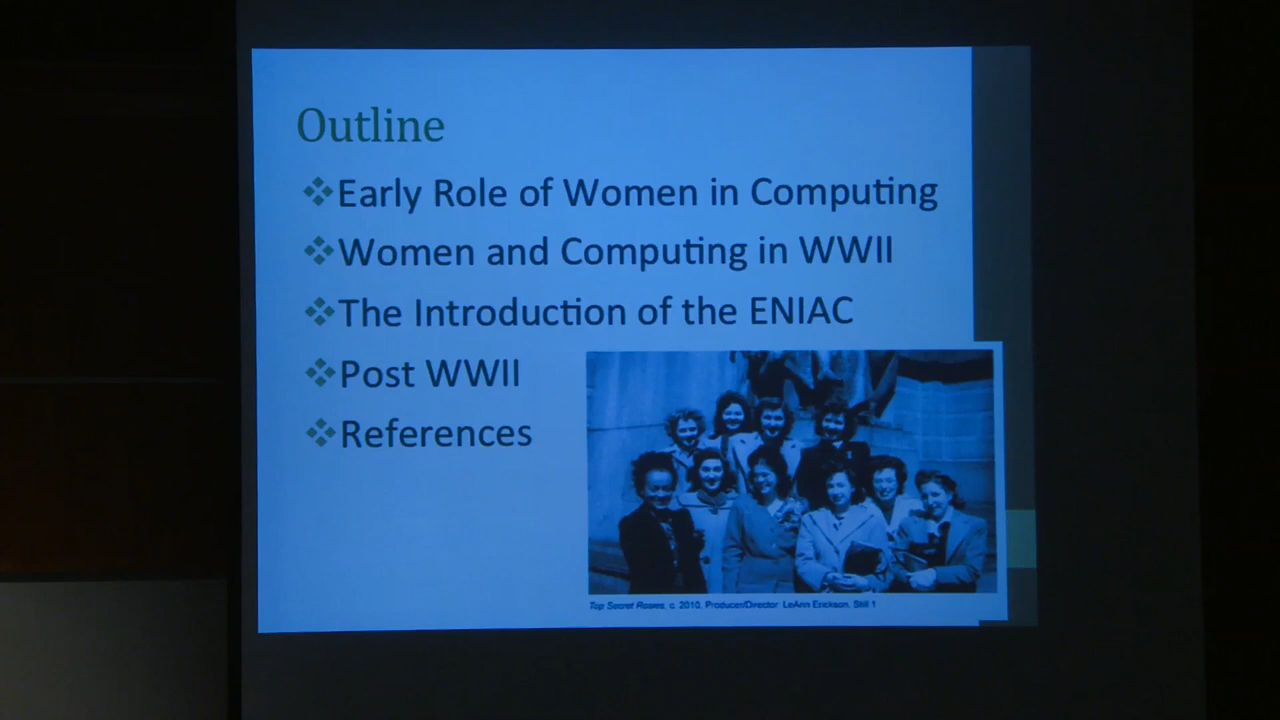 Outline
❖Early Role of Women in Computing
❖Women and Computing in WWII
❖The Introduction of the ENIAC
❖Post WWII
❖References
Top Secret Rosies, c. 2010, Producer/Director: LeAnn Erickson, Still 1